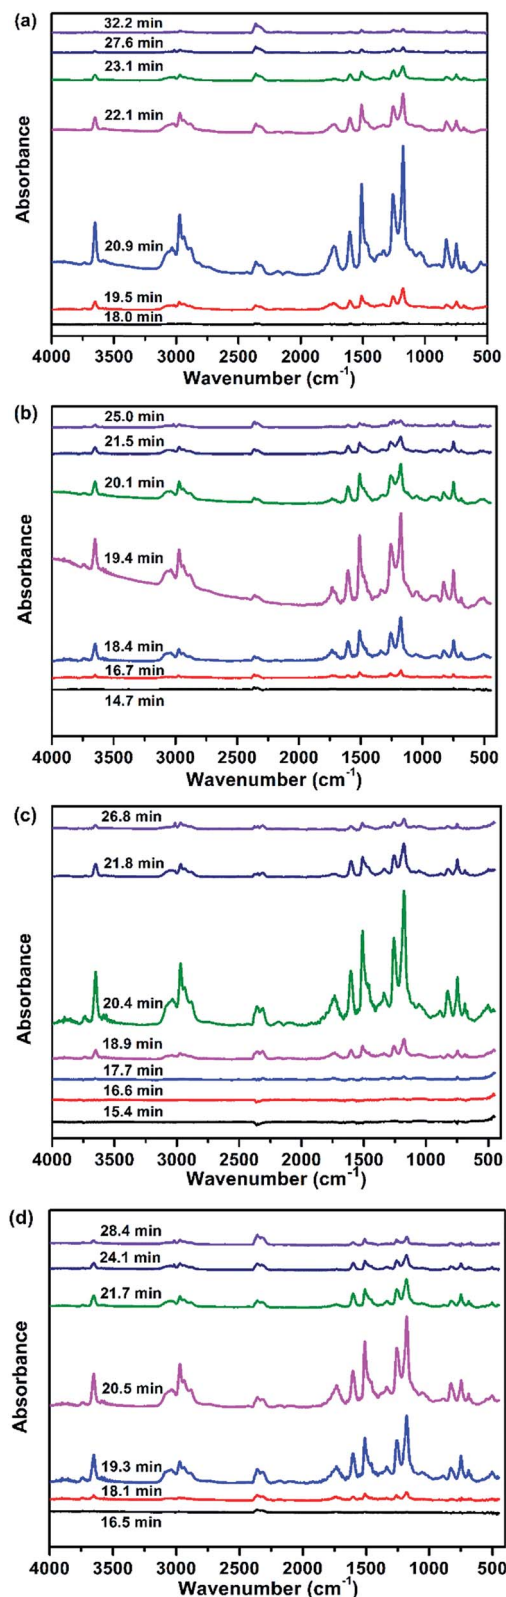 (a)
32.2 min
27.6 min
23.1 min
22.1 min
20.9 min
19.5 min
18.0 min
Absorbance
4000 3500 3000 2500 2000 1500 1000 500
Wavenumber (cm⁻¹)
(b)
25.0 min
21.5 min
20.1 min
19.4 min
18.4 min
16.7 min
14.7 min
Absorbance
4000 3500 3000 2500 2000 1500 1000 500
Wavenumber (cm⁻¹)
(c)
26.8 min
21.8 min
20.4 min
18.9 min
17.7 min
16.6 min
15.4 min
Absorbance
4000 3500 3000 2500 2000 1500 1000 500
Wavenumber (cm⁻¹)
(d)
28.4 min
24.1 min
21.7 min
20.5 min
19.3 min
18.1 min
16.5 min
Absorbance
4000 3500 3000 2500 2000 1500 1000 500
Wavenumber (cm⁻¹)